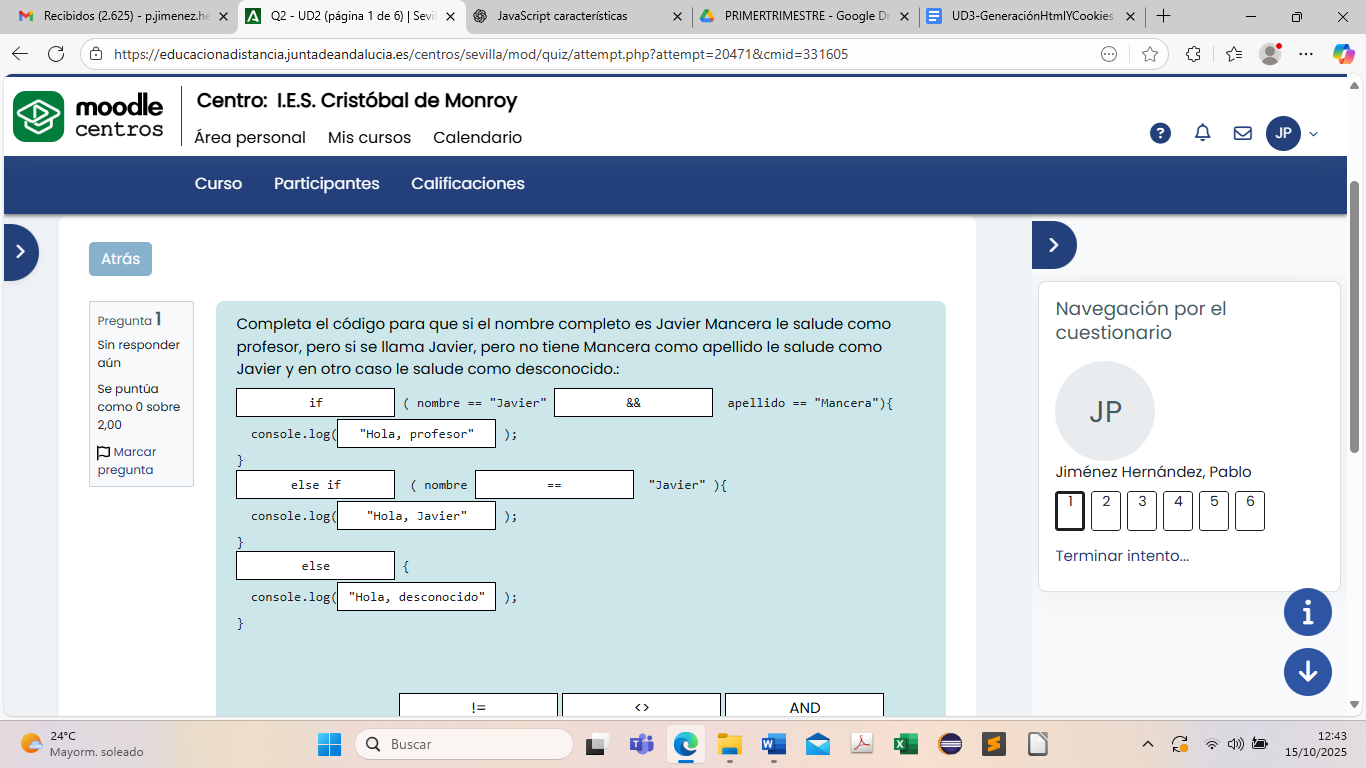 Recibidos (2.625) - p.jimenez.he
Q2 - UD2 (página 1 de 6) | Sevil
JavaScript características
PRIMERTRIMESTRE - Google Dr
UD3-GeneraciónHtmlYCookies
https://educacionadistancia.juntadeandalucia.es/centros/sevilla/mod/quiz/attempt.php?attempt=20471&cmid=331605
moodle
centros
Centro: I.E.S. Cristóbal de Monroy
Área personal Mis cursos Calendario
? JP
Curso Participantes Calificaciones
Atrás
Pregunta 1
Sin responder
aún
Se puntúa
como 0 sobre
2,00
Marcar
pregunta
Completa el código para que si el nombre completo es Javier Mancera le salude como
profesor, pero si se llama Javier, pero no tiene Mancera como apellido le salude como
Javier y en otro caso le salude como desconocido.:
if ( nombre == "Javier" && apellido == "Mancera"){
console.log( "Hola, profesor" );
}
else if ( nombre == "Javier" ){
console.log( "Hola, Javier" );
}
else {
console.log( "Hola, desconocido" );
}
!= <> AND
Navegación por el
cuestionario
JP
Jiménez Hernández, Pablo
1 2 3 4 5 6
Terminar intento...
24°C
Mayorm. soleado
Buscar
12:43
15/10/2025